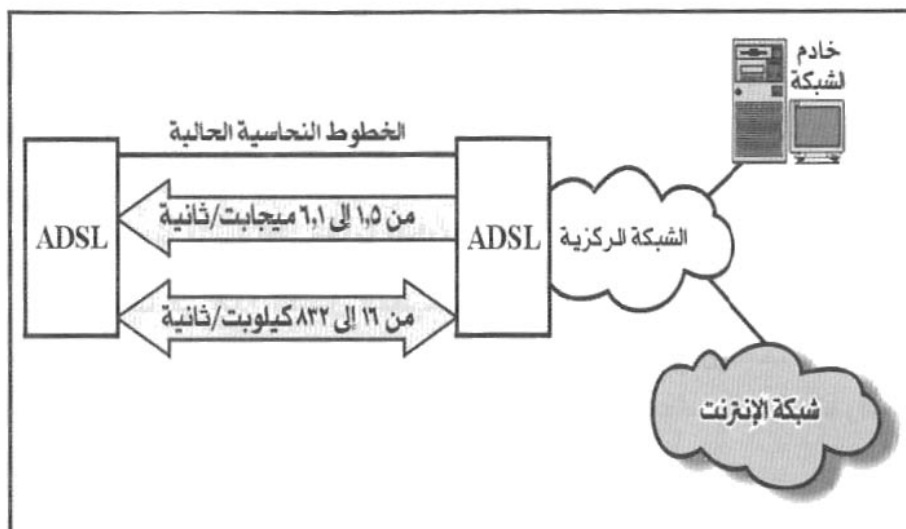 خادم
الشبكة
الخطوط النحاسية الحالية
ADSL
ADSL
من ١,٥ إلى ٦,١ ميجابت/ثانية
الشبكة المركزية
من ١٦ إلى ٨٣٢ كيلوبت/ثانية
شبكة الإنترنت